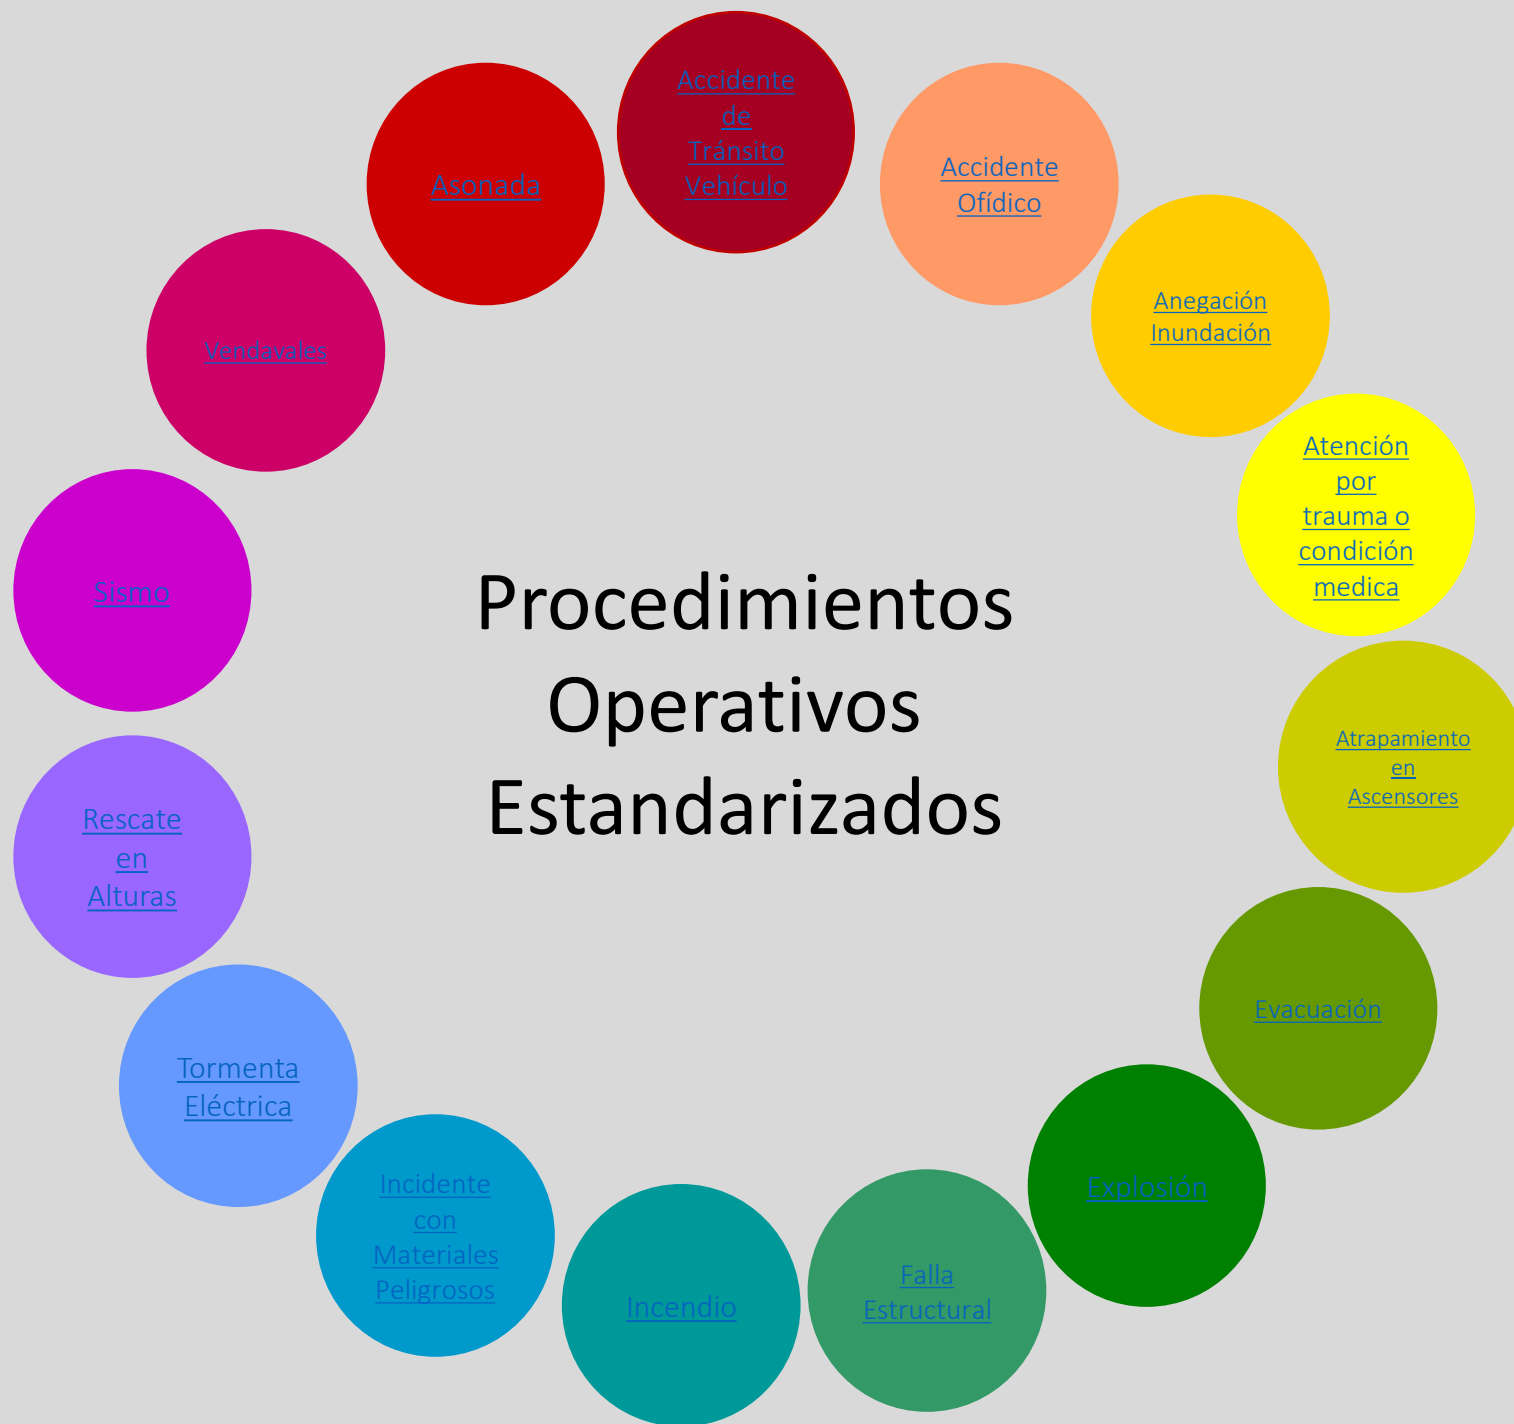 Accidente
de
Tránsito
Vehículo
Accidente
Ofídico
Anegación
Inundación
Atención
por
trauma o
condición
medica
Atrapamiento
en
Ascensores
Evacuación
Explosión
Falla
Estructural
Incendio
Incidente
con
Materiales
Peligrosos
Tormenta
Eléctrica
Rescate
en
Alturas
Sismo
Vendavales
Asonada
Procedimientos
Operativos
Estandarizados